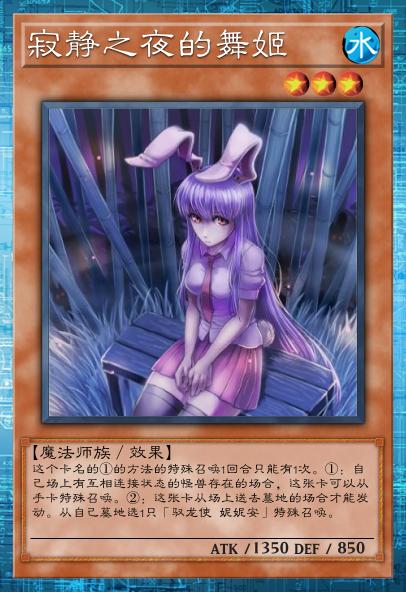 寂静之夜的舞姬
水
【魔法师族/效果】
这个卡名的①的方法的特殊召唤1回合只能有1次。①：自
己场上有互相连接状态的怪兽存在的场合，这张卡可以从
手卡特殊召唤。②：这张卡从场上送去墓地的场合才能发
动。从自己墓地选1只「驭龙使 妮妮安」特殊召唤。
ATK/1350 DEF/850